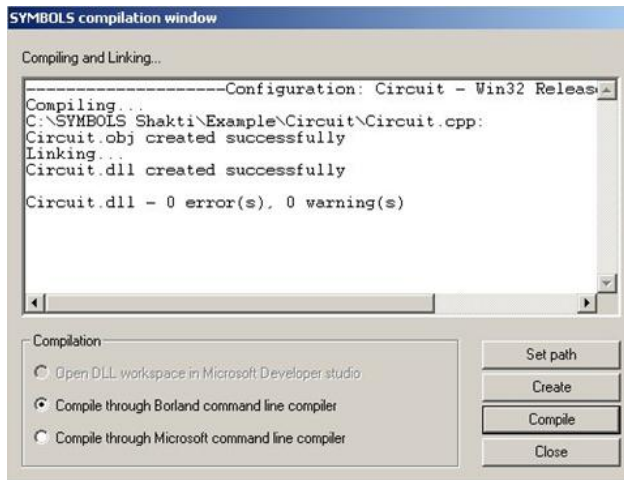 SYMBOLS compilation window
Compiling and Linking...
--------------------Configuration: Circuit - Win32 Releas
Compiling...
C:\SYMBOLS Shakti\Example\Circuit\Circuit.cpp:
Circuit.obj created successfully
Linking...
Circuit.dll created successfully
Circuit.dll - 0 error(s), 0 warning(s)
Compilation
Open DLL workspace in Microsoft Developer studio
Compile through Borland command line compiler
Compile through Microsoft command line compiler
Set path
Create
Compile
Close